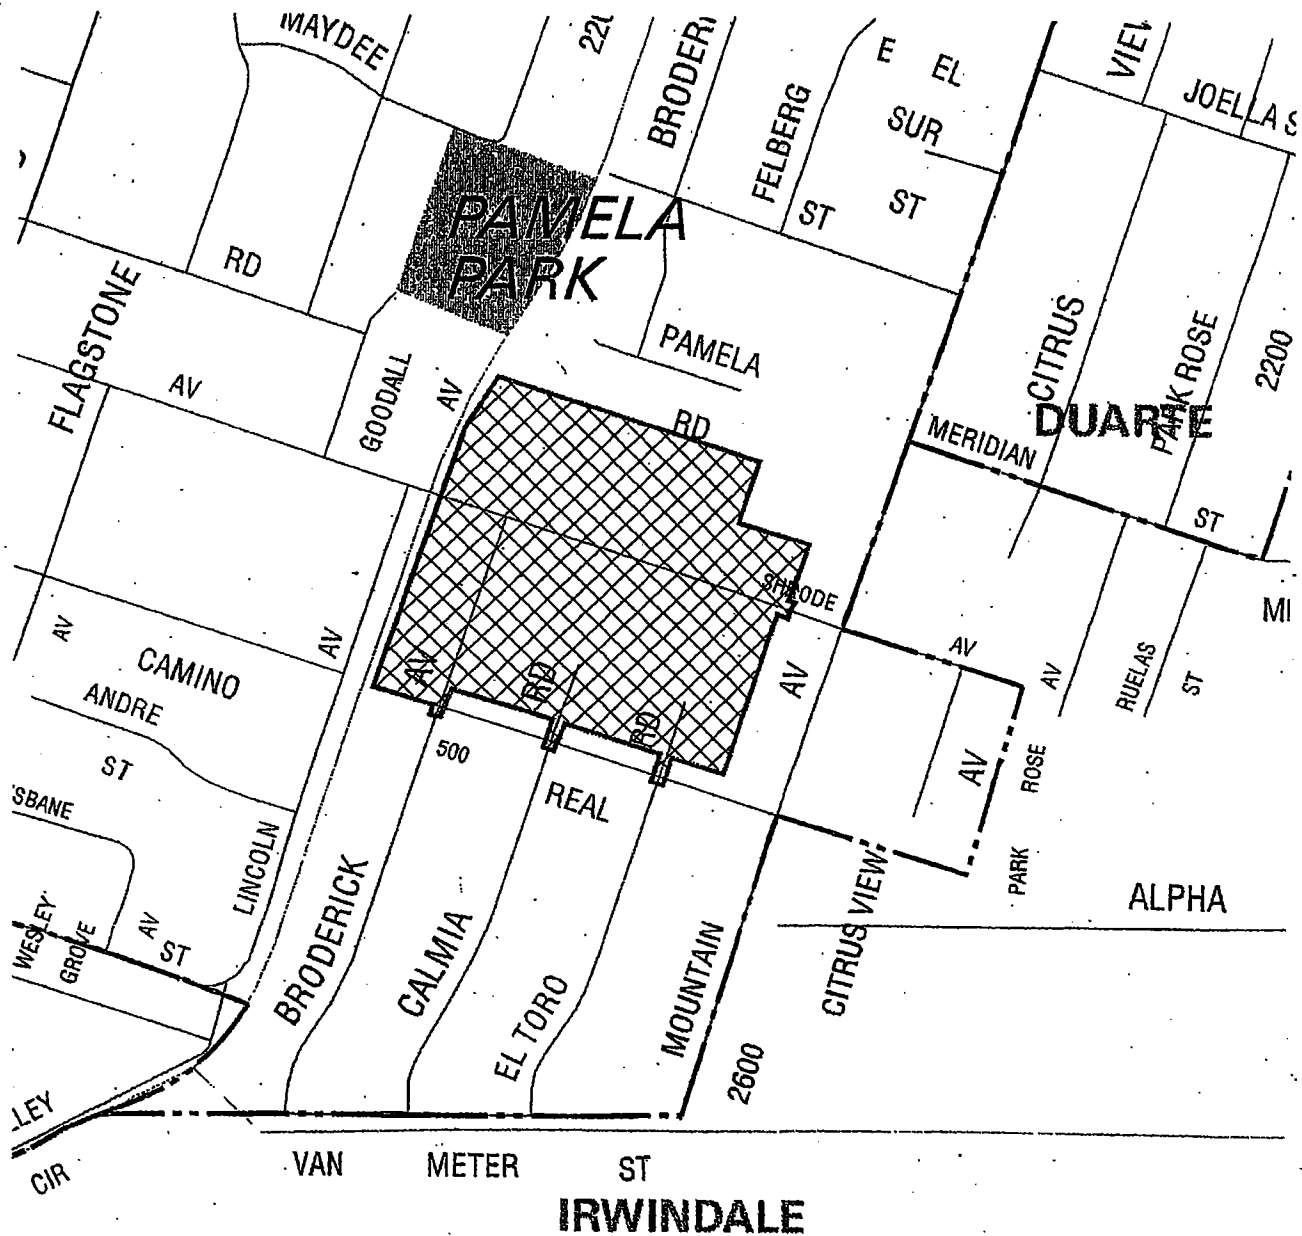 MAYDEE
BRODERI
FELBERG
E EL
SUR
ST
ST
VIEW
JOELLA S
PAMELA
PARK
RD
FLAGSTONE
AV
GOODALL
AV
PAMELA
RD
CITRUS
PARK ROSE
2200
DUARTE
MERIDIAN
ST
MI
SHRODE
AV
AV
AV
CAMINO
ANDRE
ST
AV
RD
RD
AV
AV
RUELAS
ST
500
REAL
AV
ROSE
PARK
SBANE
LINCOLN
WESLEY
GROVE
AV
ST
BRODERICK
CALMIA
EL TORO
MOUNTAIN
2600
CITRUS VIEW
ALPHA
LEY
CIR
VAN METER ST
IRWINDALE